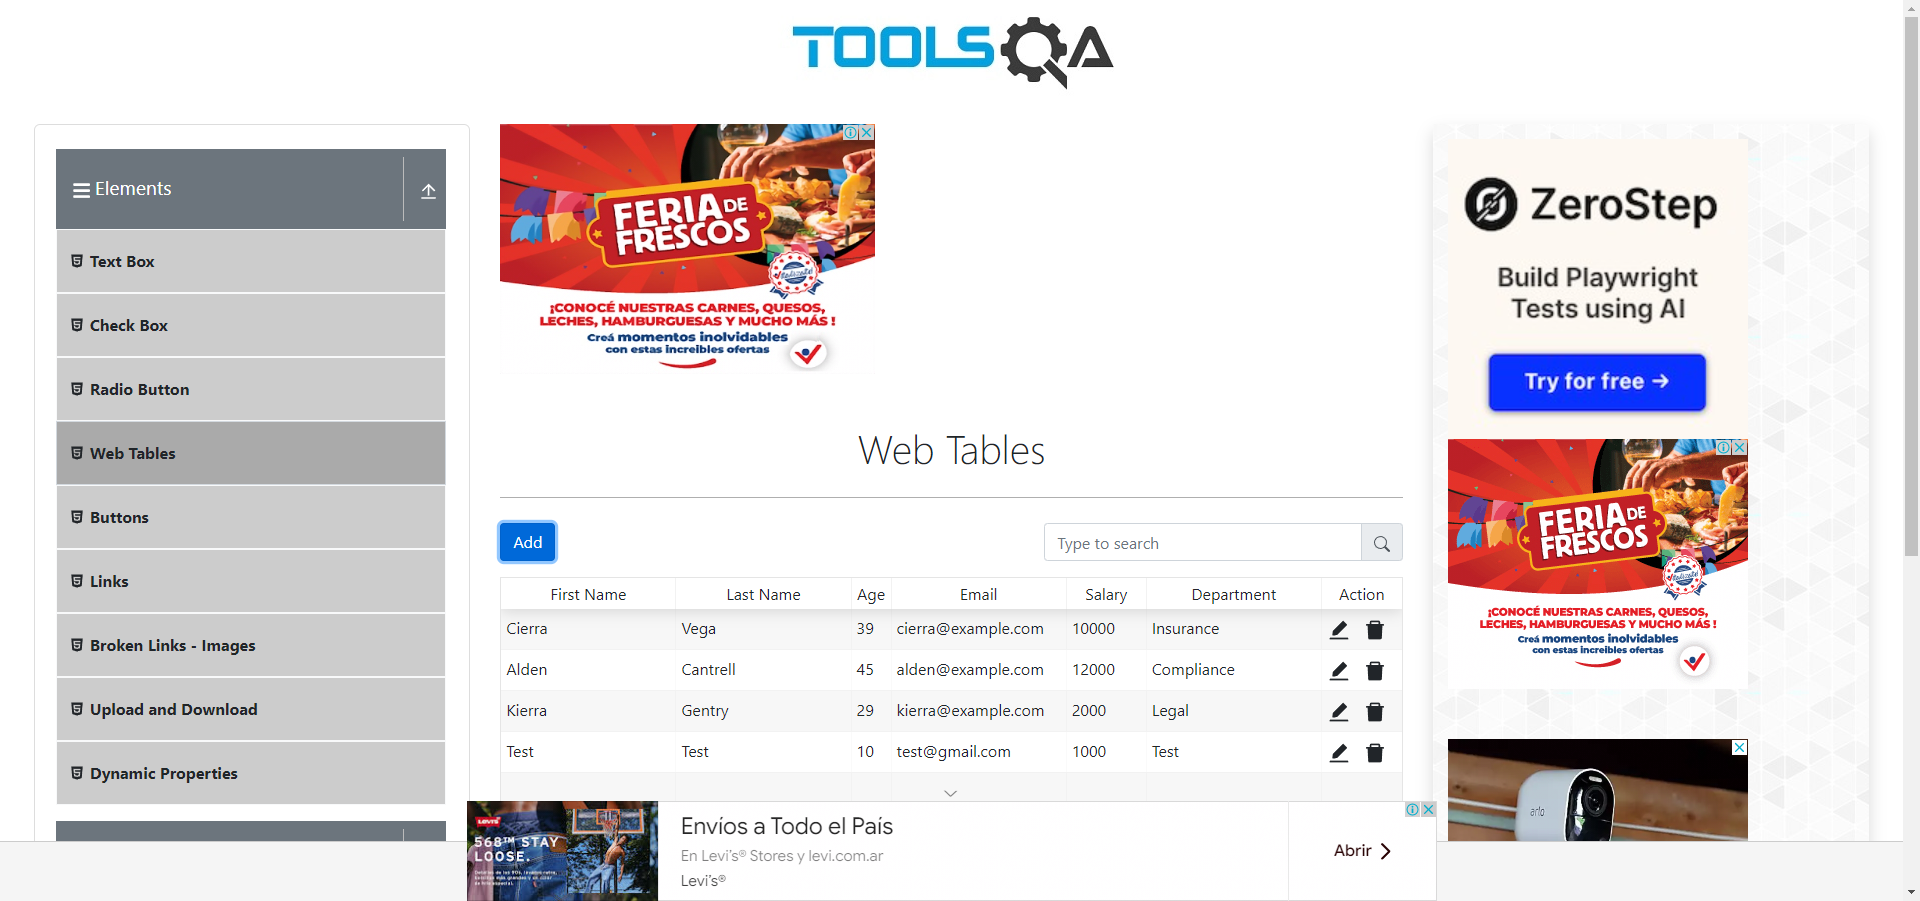 TOOLSQA
Elements
Text Box
Check Box
Radio Button
Web Tables
Buttons
Links
Broken Links - Images
Upload and Download
Dynamic Properties
FERIA DE
FRESCOS
¡CONOCÉ NUESTRAS CARNES, QUESOS,
LECHES, HAMBURGUESAS Y MUCHO MÁS !
Creá momentos inolvidables
con estas increibles ofertas
Web Tables
Add
Type to search
First Name Last Name Age Email Salary Department Action
Cierra Vega 39 cierra@example.com 10000 Insurance
Alden Cantrell 45 alden@example.com 12000 Compliance
Kierra Gentry 29 kierra@example.com 2000 Legal
Test Test 10 test@gmail.com 1000 Test
ZeroStep
Build Playwright
Tests using AI
Try for free →
FERIA DE
FRESCOS
¡CONOCÉ NUESTRAS CARNES, QUESOS,
LECHES, HAMBURGUESAS Y MUCHO MÁS !
Creá momentos inolvidables
con estas increibles ofertas
arlo
LEVI'S
568™ STAY
LOOSE.
Envíos a Todo el País
En Levi's® Stores y levi.com.ar
Levi's®
Abrir